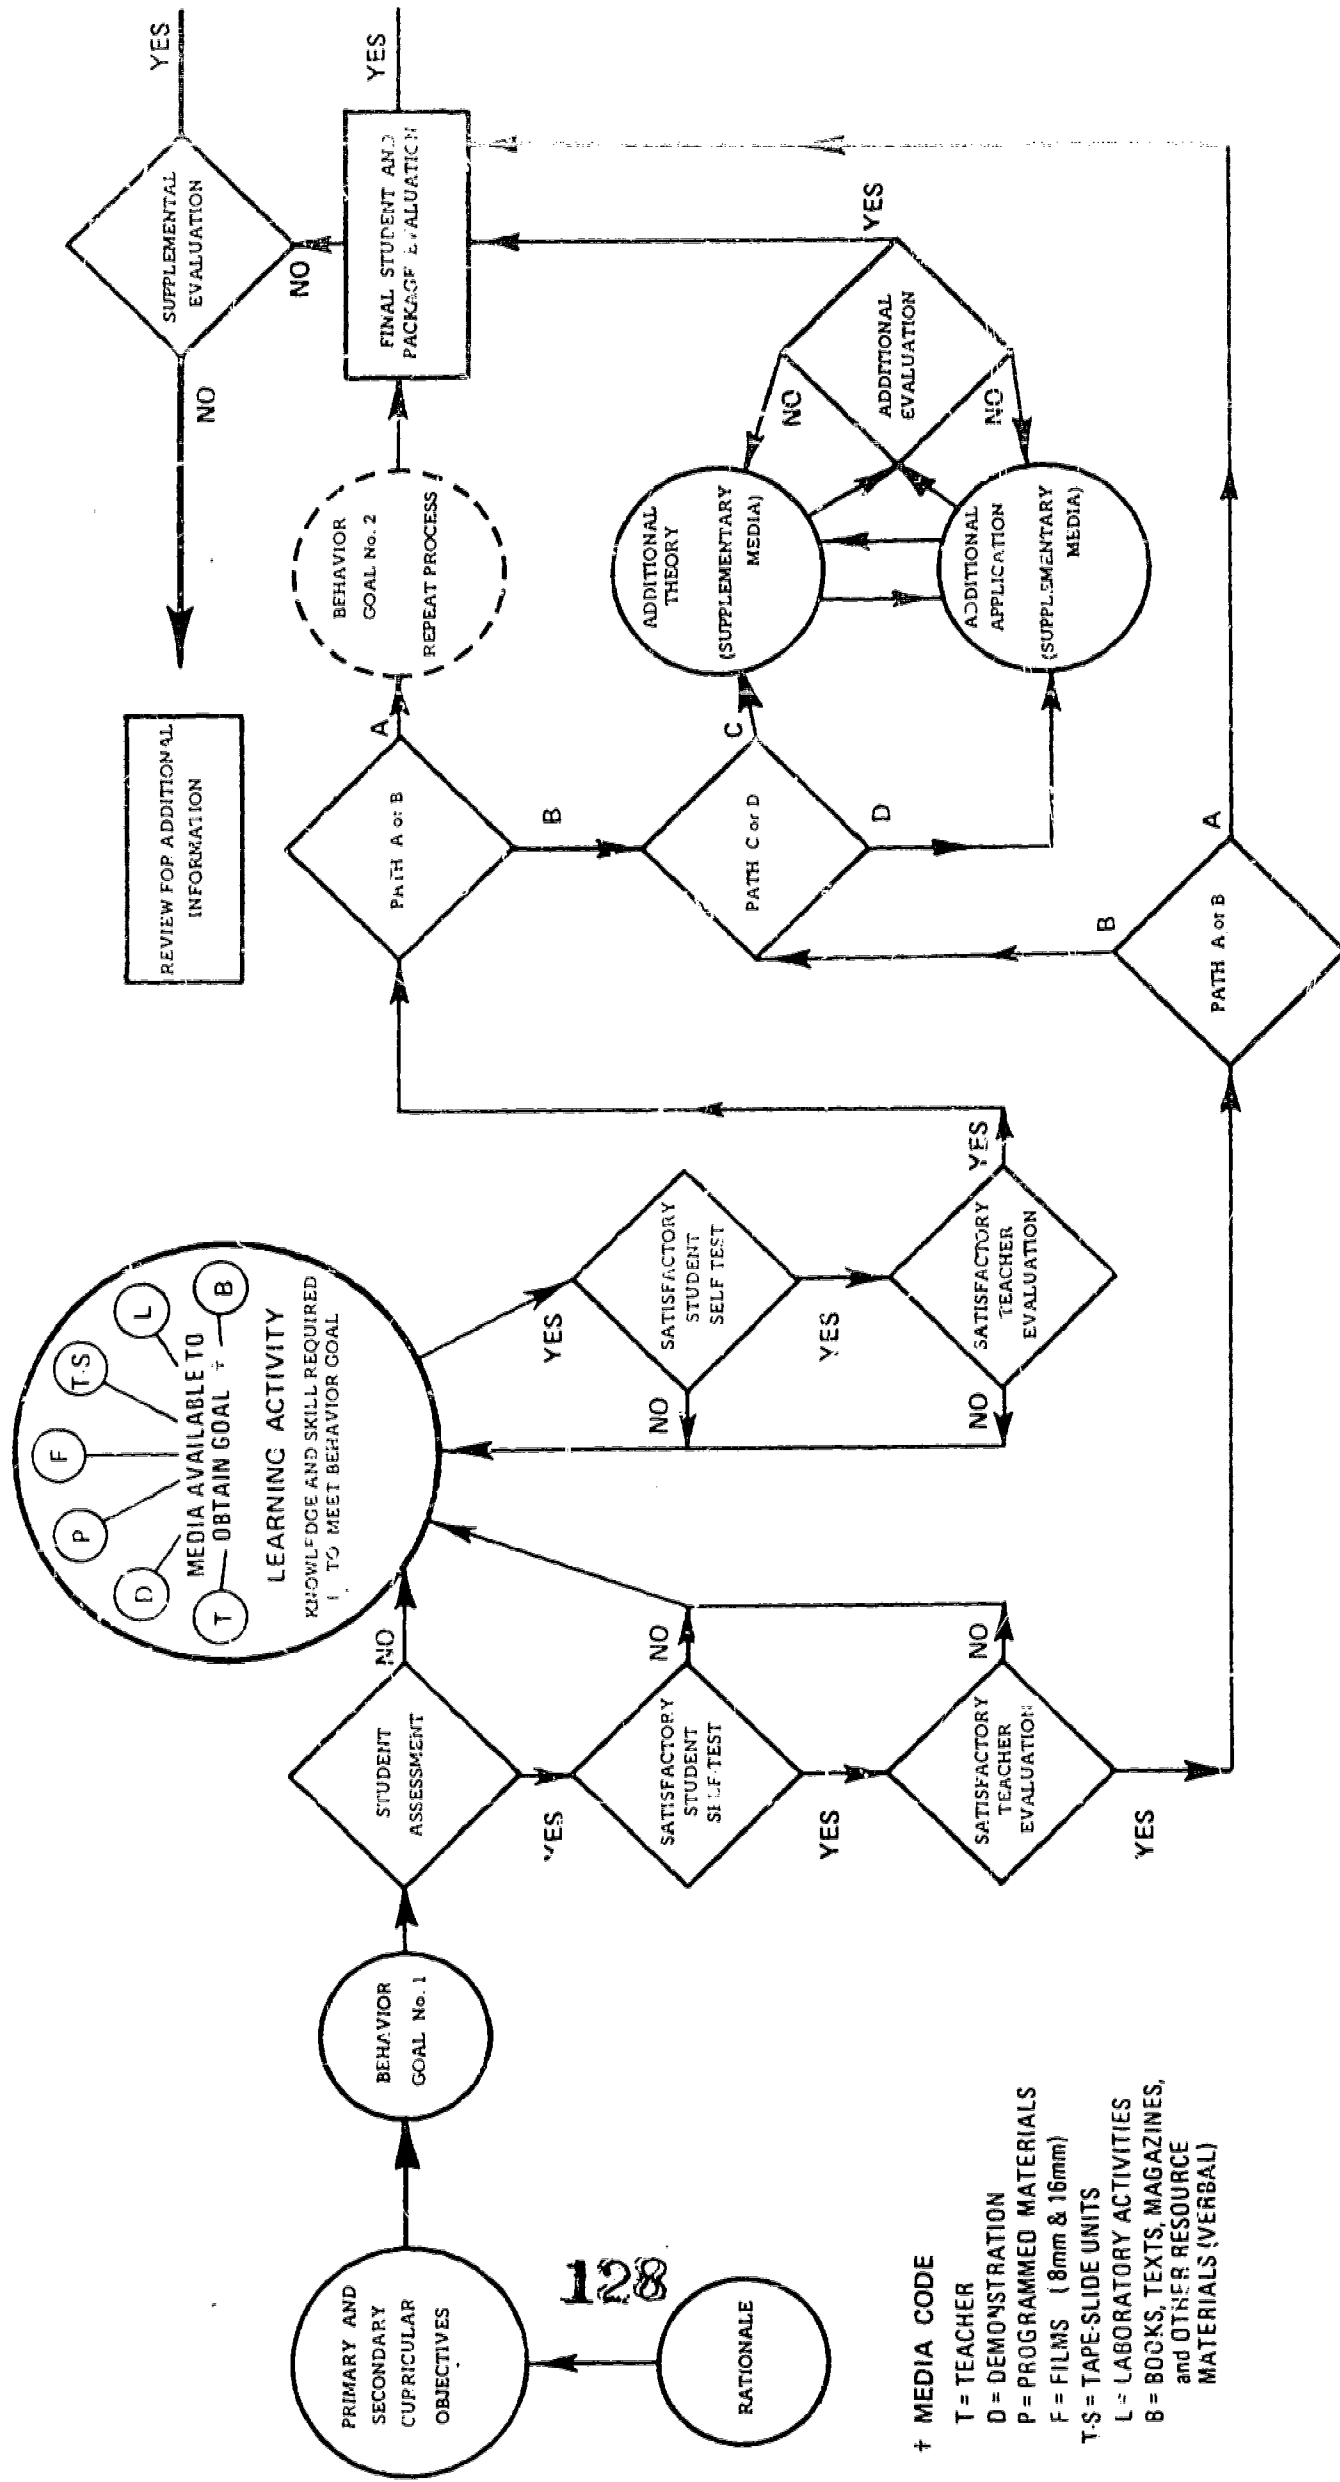 RATIONALE
PRIMARY AND
SECONDARY
CUPRICULAR
OBJECTIVES
BEHAVIOR
GOAL No. 1
STUDENT
ASSESSMENT
NO
YES
SATISFACTORY
STUDENT
SELF-TEST
NO
YES
SATISFACTORY
TEACHER
EVALUATION
NO
YES
T
D
P
F
T-S
L
B
MEDIA AVAILABLE TO
OBTAIN GOAL +
LEARNING ACTIVITY
KNOWLEDGE AND SKILL REQUIRED
TO MEET BEHAVIOR GOAL
YES
SATISFACTORY
STUDENT
SELF TEST
NO
YES
SATISFACTORY
TEACHER
EVALUATION
NO
YES
PATH A or B
A
B
PATH A or B
A
B
PATH C or D
C
D
REVIEW FOR ADDITIONAL
INFORMATION
BEHAVIOR
GOAL No. 2
REPEAT PROCESS
ADDITIONAL
THEORY
(SUPPLEMENTARY
MEDIA)
ADDITIONAL
APPLICATION
(SUPPLEMENTARY
MEDIA)
ADDITIONAL
EVALUATION
NO
NO
YES
FINAL STUDENT AND
PACKAGE EVALUATION
YES
NO
SUPPLEMENTAL
EVALUATION
NO
YES
128
+ MEDIA CODE
T = TEACHER
D = DEMONSTRATION
P = PROGRAMMED MATERIALS
F = FILMS (8mm & 16mm)
T-S = TAPE-SLIDE UNITS
L = LABORATORY ACTIVITIES
B = BOOKS, TEXTS, MAGAZINES,
and OTHER RESOURCE
MATERIALS (VERBAL)